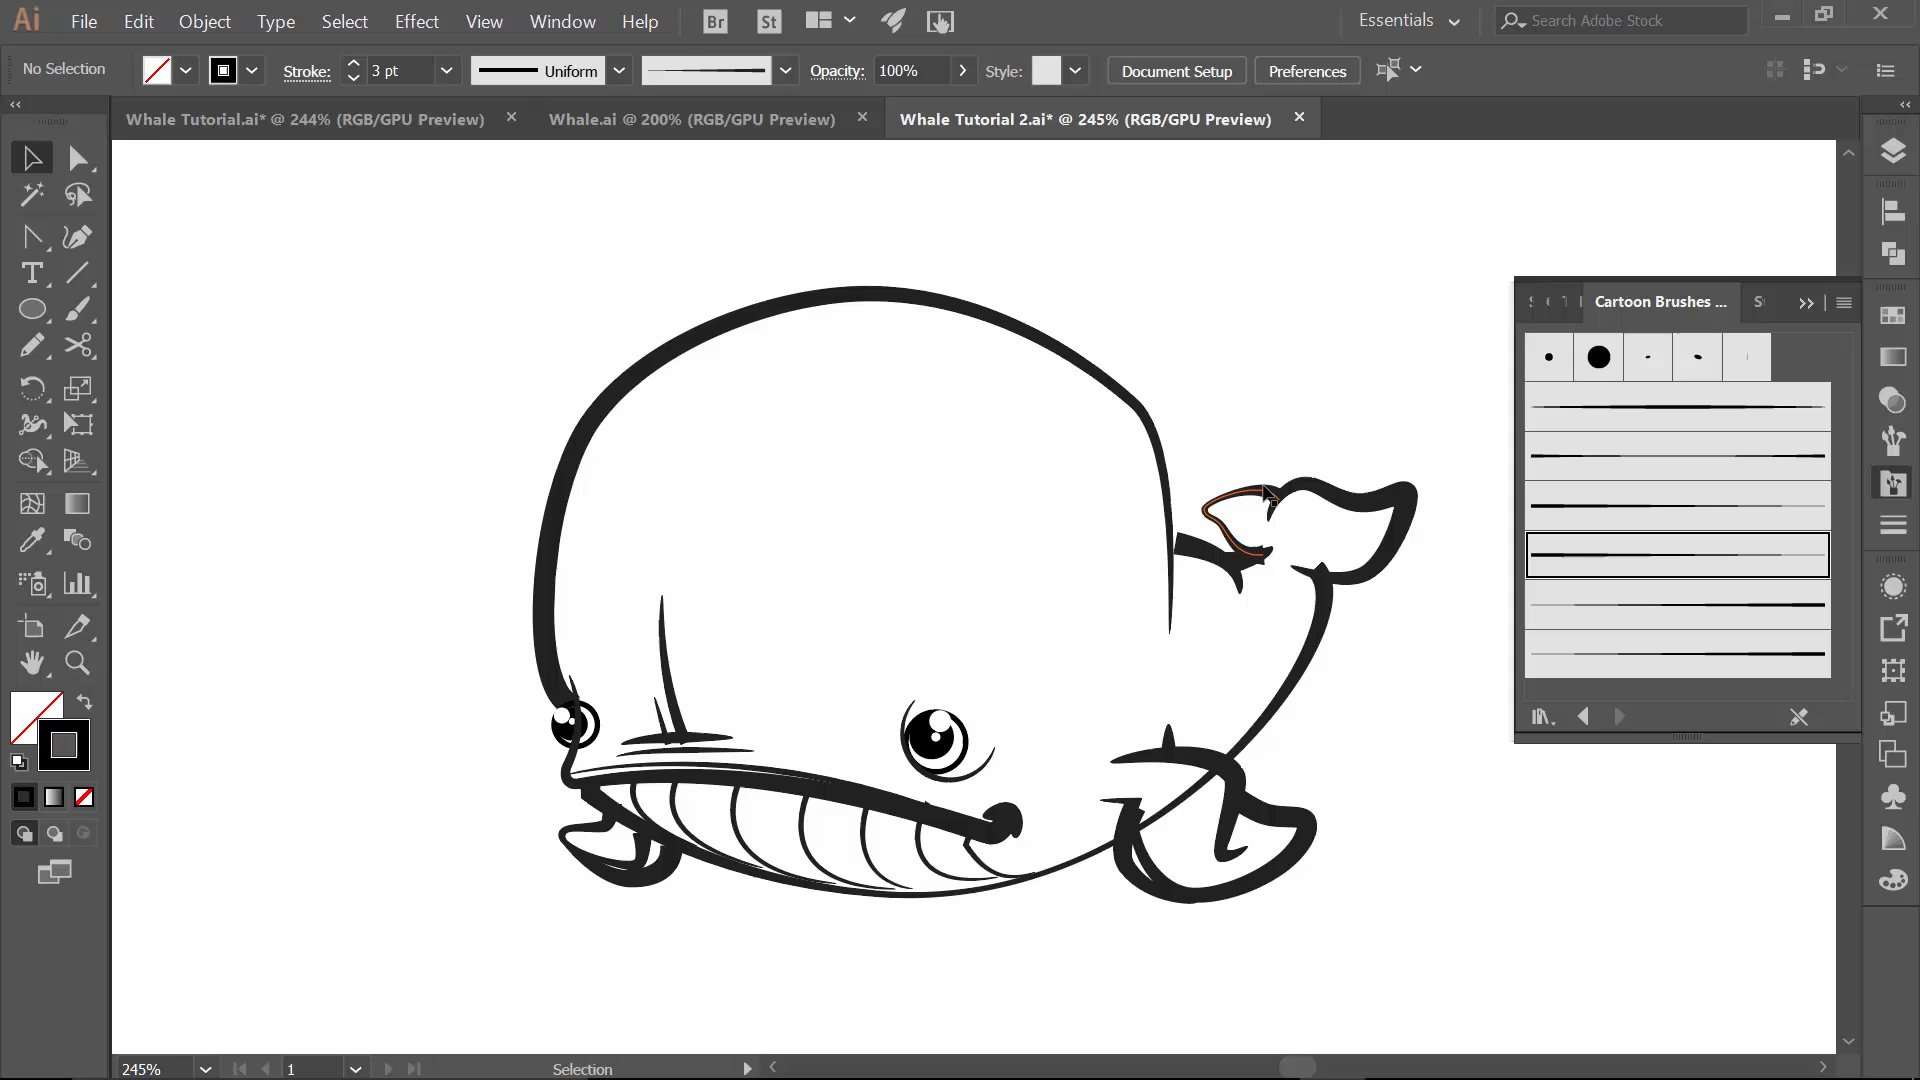 Ai File Edit Object Type Select Effect View Window Help Br St Essentials Search Adobe Stock
No Selection Stroke: 3 pt Uniform Opacity: 100% Style: Document Setup Preferences
Whale Tutorial.ai* @ 244% (RGB/GPU Preview) × Whale.ai @ 200% (RGB/GPU Preview) × Whale Tutorial 2.ai* @ 245% (RGB/GPU Preview) ×
Cartoon Brushes ...
245% 1 Selection